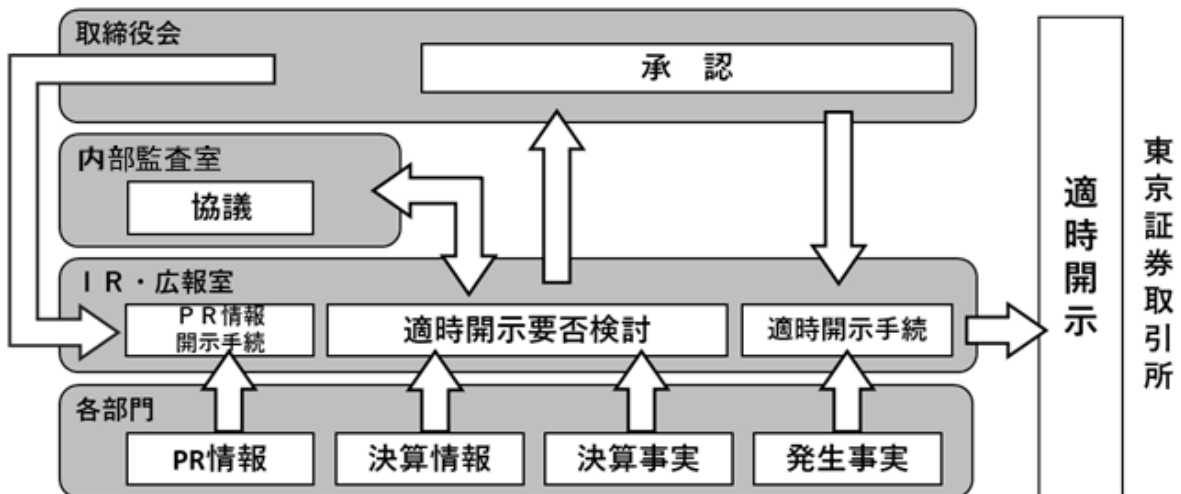 取締役会
承 認
内部監査室
協議
ＩＲ・広報室
ＰＲ情報
開示手続
適時開示要否検討
適時開示手続
各部門
PR情報
決算情報
決算事実
発生事実
適時開示
東京証券取引所